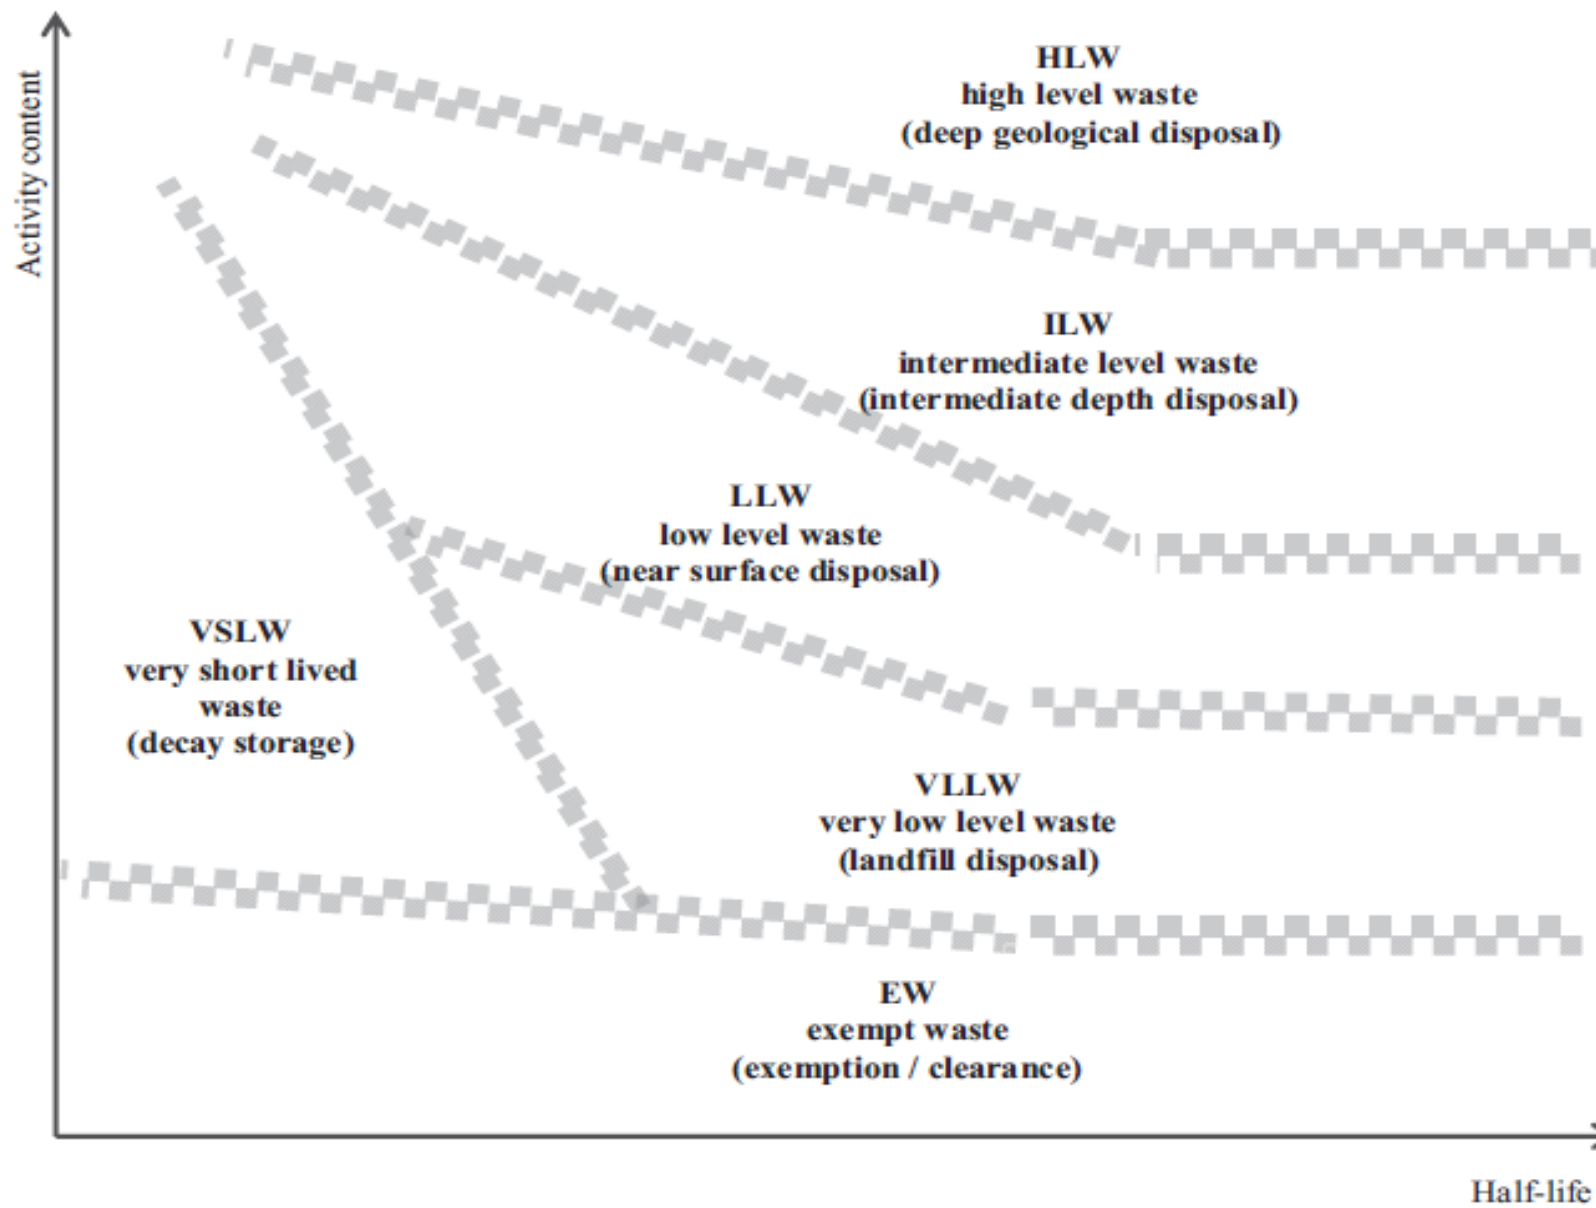 Activity content
HLW
high level waste
(deep geological disposal)
ILW
intermediate level waste
(intermediate depth disposal)
LLW
low level waste
(near surface disposal)
VSLW
very short lived
waste
(decay storage)
VLLW
very low level waste
(landfill disposal)
EW
exempt waste
(exemption / clearance)
Half-life